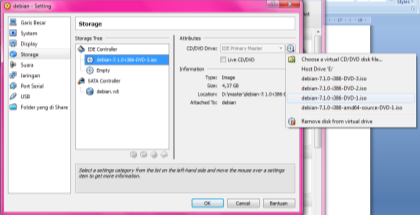 debian - Setting
Garis Besar
System
Display
Storage
Suara
Jaringan
Port Serial
USB
Folder yang di Share
Storage
Storage Tree
IDE Controller
debian-7.1.0-i386-DVD-3.iso
Empty
SATA Controller
debian.vdi
Attributes
CD/DVD Drive: IDE Primary Master
Live CD/DVD
Information
Type: Image
Size: 4,37 GB
Location: D:\master\debian-7.1.0-i386-D
Attached To: debian
Choose a virtual CD/DVD disk file...
Host Drive 'E:'
debian-7.1.0-i386-DVD-3.iso
debian-7.1.0-i386-DVD-2.iso
debian-7.1.0-i386-DVD-1.iso
debian-7.1.0-i386-amd64-source-DVD-1.iso
Remove disk from virtual drive
Select a settings category from the list on the left-hand side and move the mouse over a settings
item to get more information.
OK
Cancel
Bantuan